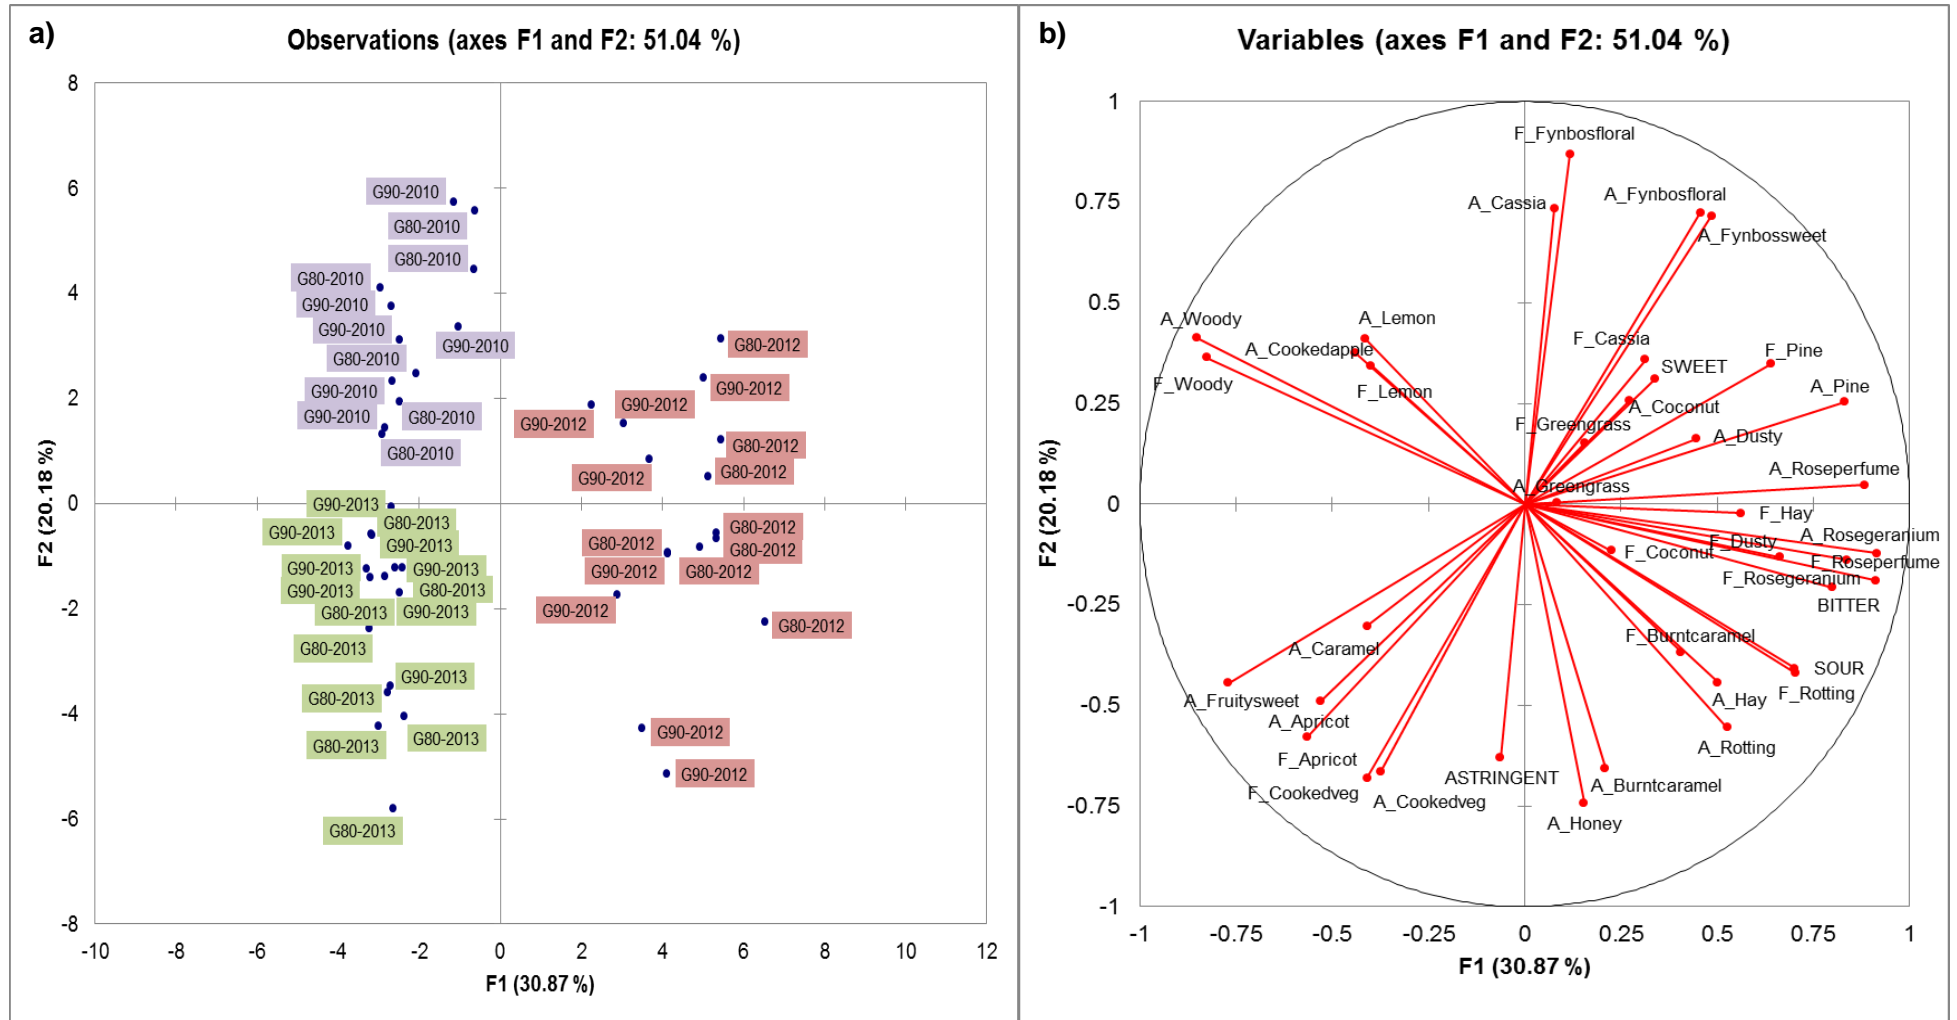 a)
Observations (axes F1 and F2: 51.04 %)
8
6
4
2
0
-2
-4
-6
-8
F2 (20.18 %)
G90-2010
G80-2010
G80-2010
G80-2010
G90-2010
G90-2010
G90-2010
G80-2010
G90-2010
G90-2010
G80-2010
G80-2010
G80-2012
G90-2012
G90-2012
G90-2012
G80-2012
G80-2012
G90-2012
G90-2013
G80-2013
G90-2013
G90-2013
G90-2013
G90-2013
G90-2013
G80-2013
G80-2013
G90-2013
G80-2013
G90-2013
G80-2013
G80-2013
G80-2013
G80-2013
G80-2012
G80-2012
G80-2012
G90-2012
G80-2012
G90-2012
G80-2012
G90-2012
G90-2012
-10 -8 -6 -4 -2 0 2 4 6 8 10 12
F1 (30.87 %)
b)
Variables (axes F1 and F2: 51.04 %)
1
0.75
0.5
0.25
0
-0.25
-0.5
-0.75
-1
F2 (20.18 %)
F_Fynbosfloral
A_Cassia
A_Fynbosfloral
A_Fynbossweet
A_Woody
A_Lemon
A_Cookedapple
F_Woody
F_Lemon
F_Cassia
F_Pine
SWEET
A_Pine
A_Coconut
F_Greengrass
A_Dusty
A_Roseperfume
A_Greengrass
F_Hay
A_Rosegeranium
F_Dusty
F_Coconut
F_Roseperfume
F_Rosegeranium
BITTER
F_Burntcaramel
A_Caramel
SOUR
F_Rotting
A_Hay
A_Fruitysweet
A_Apricot
A_Rotting
F_Apricot
ASTRINGENT
A_Burntcaramel
F_Cookedveg
A_Cookedveg
A_Honey
-1 -0.75 -0.5 -0.25 0 0.25 0.5 0.75 1
F1 (30.87 %)